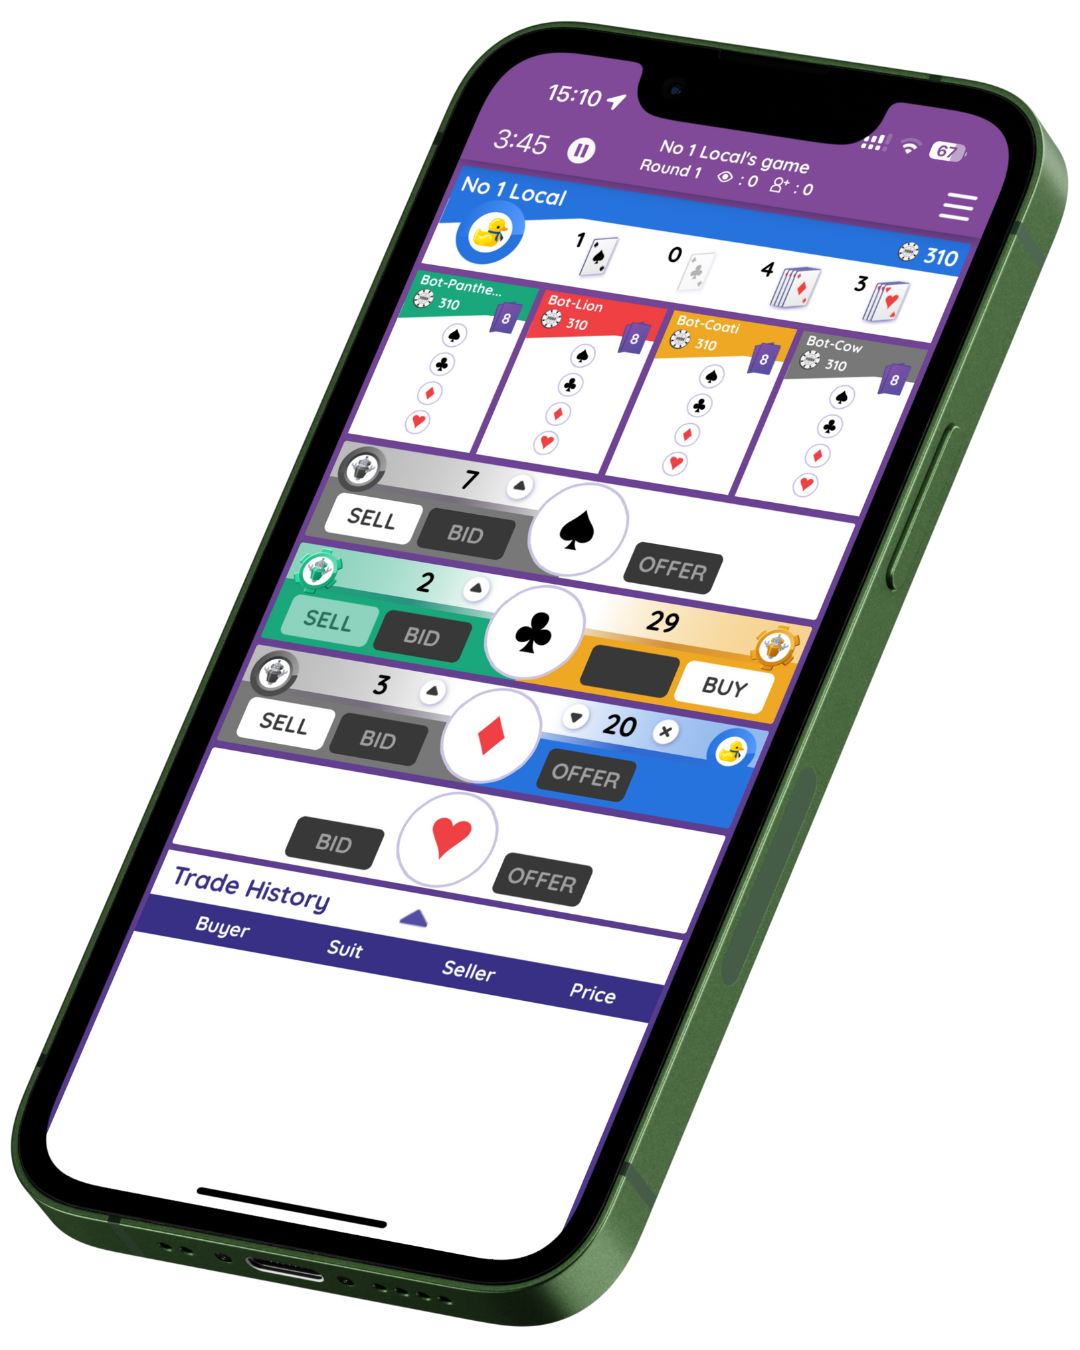 15:10
67
3:45
No 1 Local's game
Round 1 : 0 : 0
No 1 Local
310
1
0
4
3
Bot-Panthe...
310
8
Bot-Lion
310
8
Bot-Coati
310
8
Bot-Cow
310
8
7
SELL
BID
OFFER
2
SELL
BID
29
BUY
3
SELL
BID
20
OFFER
BID
OFFER
Trade History
Buyer Suit Seller Price